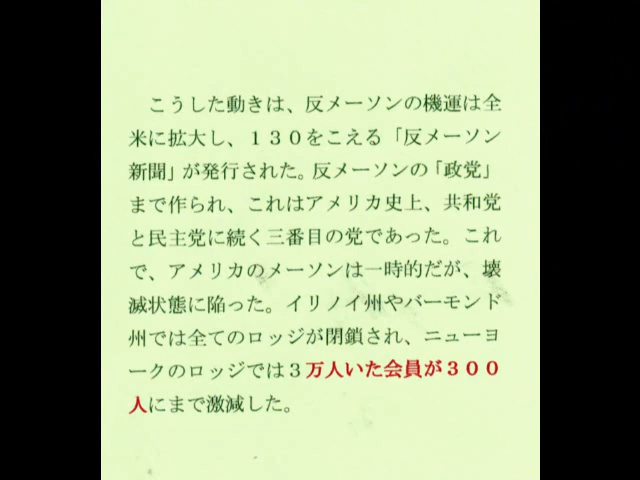 こうした動きは、反メーソンの機運は全
米に拡大し、１３０をこえる「反メーソン
新聞」が発行された。反メーソンの「政党」
まで作られ、これはアメリカ史上、共和党
と民主党に続く三番目の党であった。これ
で、アメリカのメーソンは一時的だが、壊
滅状態に陥った。イリノイ州やバーモンド
州では全てのロッジが閉鎖され、ニューヨ
ークのロッジでは３万人いた会員が３００
人にまで激減した。